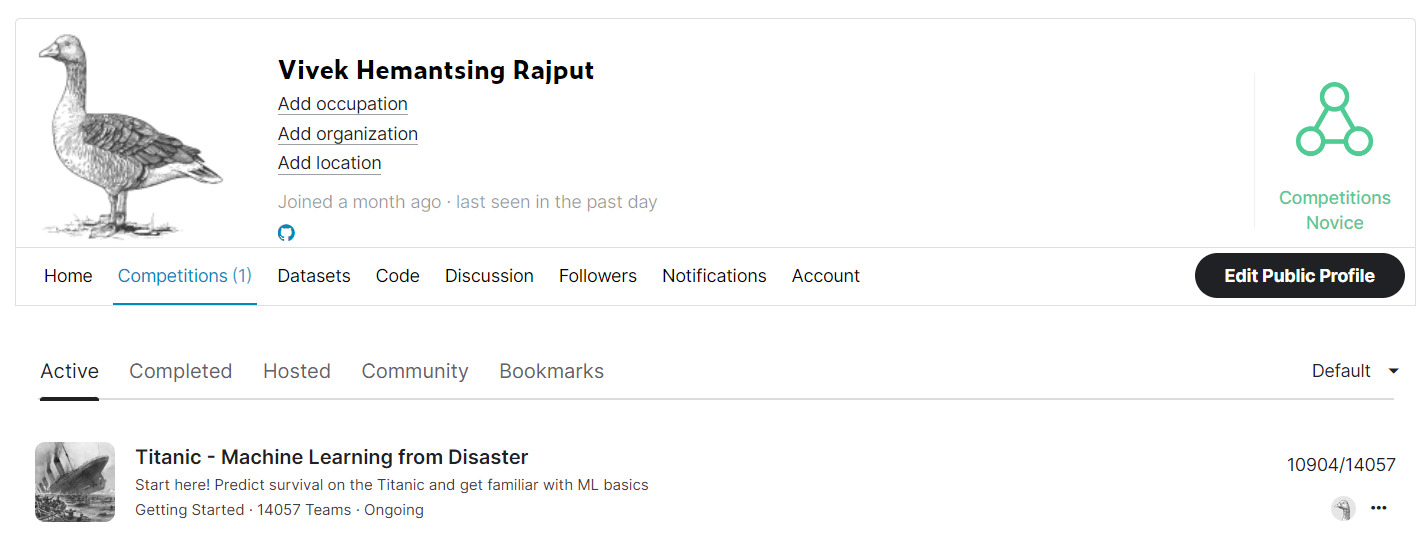 Vivek Hemantsing Rajput
Add occupation
Add organization
Add location
Joined a month ago · last seen in the past day
Competitions
Novice
Home Competitions (1) Datasets Code Discussion Followers Notifications Account Edit Public Profile
Active Completed Hosted Community Bookmarks Default
Titanic - Machine Learning from Disaster
10904/14057
Start here! Predict survival on the Titanic and get familiar with ML basics
Getting Started · 14057 Teams · Ongoing